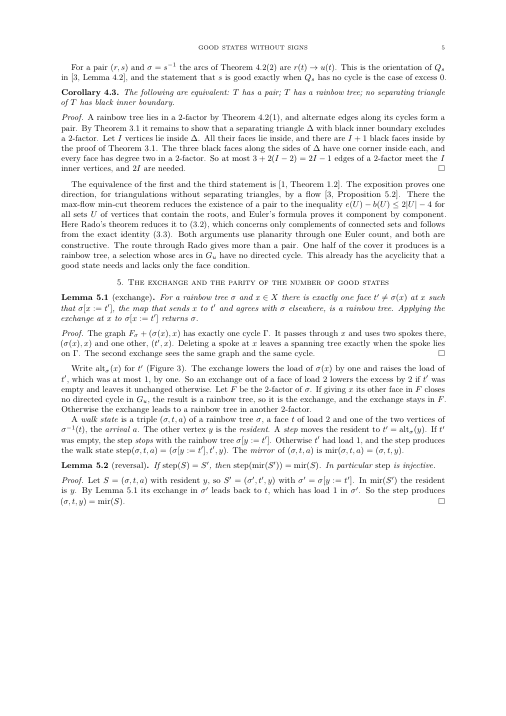 GOOD STATES WITHOUT SIGNS 5
For a pair (r, s) and σ = s⁻¹ the arcs of Theorem 4.2(2) are r(t) → u(t). This is the orientation of Qₛ
in [3, Lemma 4.2], and the statement that s is good exactly when Qₛ has no cycle is the case of excess 0.
Corollary 4.3. The following are equivalent: T has a pair; T has a rainbow tree; no separating triangle
of T has black inner boundary.
Proof. A rainbow tree lies in a 2-factor by Theorem 4.2(1), and alternate edges along its cycles form a
pair. By Theorem 3.1 it remains to show that a separating triangle Δ with black inner boundary excludes
a 2-factor. Let I vertices lie inside Δ. All their faces lie inside, and there are I + 1 black faces inside by
the proof of Theorem 3.1. The three black faces along the sides of Δ have one corner inside each, and
every face has degree two in a 2-factor. So at most 3 + 2(I − 2) = 2I − 1 edges of a 2-factor meet the I
inner vertices, and 2I are needed. □
The equivalence of the first and the third statement is [1, Theorem 1.2]. The exposition proves one
direction, for triangulations without separating triangles, by a flow [3, Proposition 5.2]. There the
max-flow min-cut theorem reduces the existence of a pair to the inequality e(U) − b(U) ≤ 2|U| − 4 for
all sets U of vertices that contain the roots, and Euler's formula proves it component by component.
Here Rado's theorem reduces it to (3.2), which concerns only complements of connected sets and follows
from the exact identity (3.3). Both arguments use planarity through one Euler count, and both are
constructive. The route through Rado gives more than a pair. One half of the cover it produces is a
rainbow tree, a selection whose arcs in Gᵤ have no directed cycle. This already has the acyclicity that a
good state needs and lacks only the face condition.
5. THE EXCHANGE AND THE PARITY OF THE NUMBER OF GOOD STATES
Lemma 5.1 (exchange). For a rainbow tree σ and x ∈ X there is exactly one face t′ ≠ σ(x) at x such
that σ[x := t′], the map that sends x to t′ and agrees with σ elsewhere, is a rainbow tree. Applying the
exchange at x to σ[x := t′] returns σ.
Proof. The graph Fσ + (σ(x), x) has exactly one cycle Γ. It passes through x and uses two spokes there,
(σ(x), x) and one other, (t′, x). Deleting a spoke at x leaves a spanning tree exactly when the spoke lies
on Γ. The second exchange sees the same graph and the same cycle. □
Write altσ(x) for t′ (Figure 3). The exchange lowers the load of σ(x) by one and raises the load of
t′, which was at most 1, by one. So an exchange out of a face of load 2 lowers the excess by 2 if t′ was
empty and leaves it unchanged otherwise. Let F be the 2-factor of σ. If giving x its other face in F closes
no directed cycle in Gᵤ, the result is a rainbow tree, so it is the exchange, and the exchange stays in F.
Otherwise the exchange leads to a rainbow tree in another 2-factor.
A walk state is a triple (σ, t, a) of a rainbow tree σ, a face t of load 2 and one of the two vertices of
σ⁻¹(t), the arrival a. The other vertex y is the resident. A step moves the resident to t′ = altσ(y). If t′
was empty, the step stops with the rainbow tree σ[y := t′]. Otherwise t′ had load 1, and the step produces
the walk state step(σ, t, a) = (σ[y := t′], t′, y). The mirror of (σ, t, a) is mir(σ, t, a) = (σ, t, y).
Lemma 5.2 (reversal). If step(S) = S′, then step(mir(S′)) = mir(S). In particular step is injective.
Proof. Let S = (σ, t, a) with resident y, so S′ = (σ′, t′, y) with σ′ = σ[y := t′]. In mir(S′) the resident
is y. By Lemma 5.1 its exchange in σ′ leads back to t, which has load 1 in σ′. So the step produces
(σ, t, y) = mir(S). □